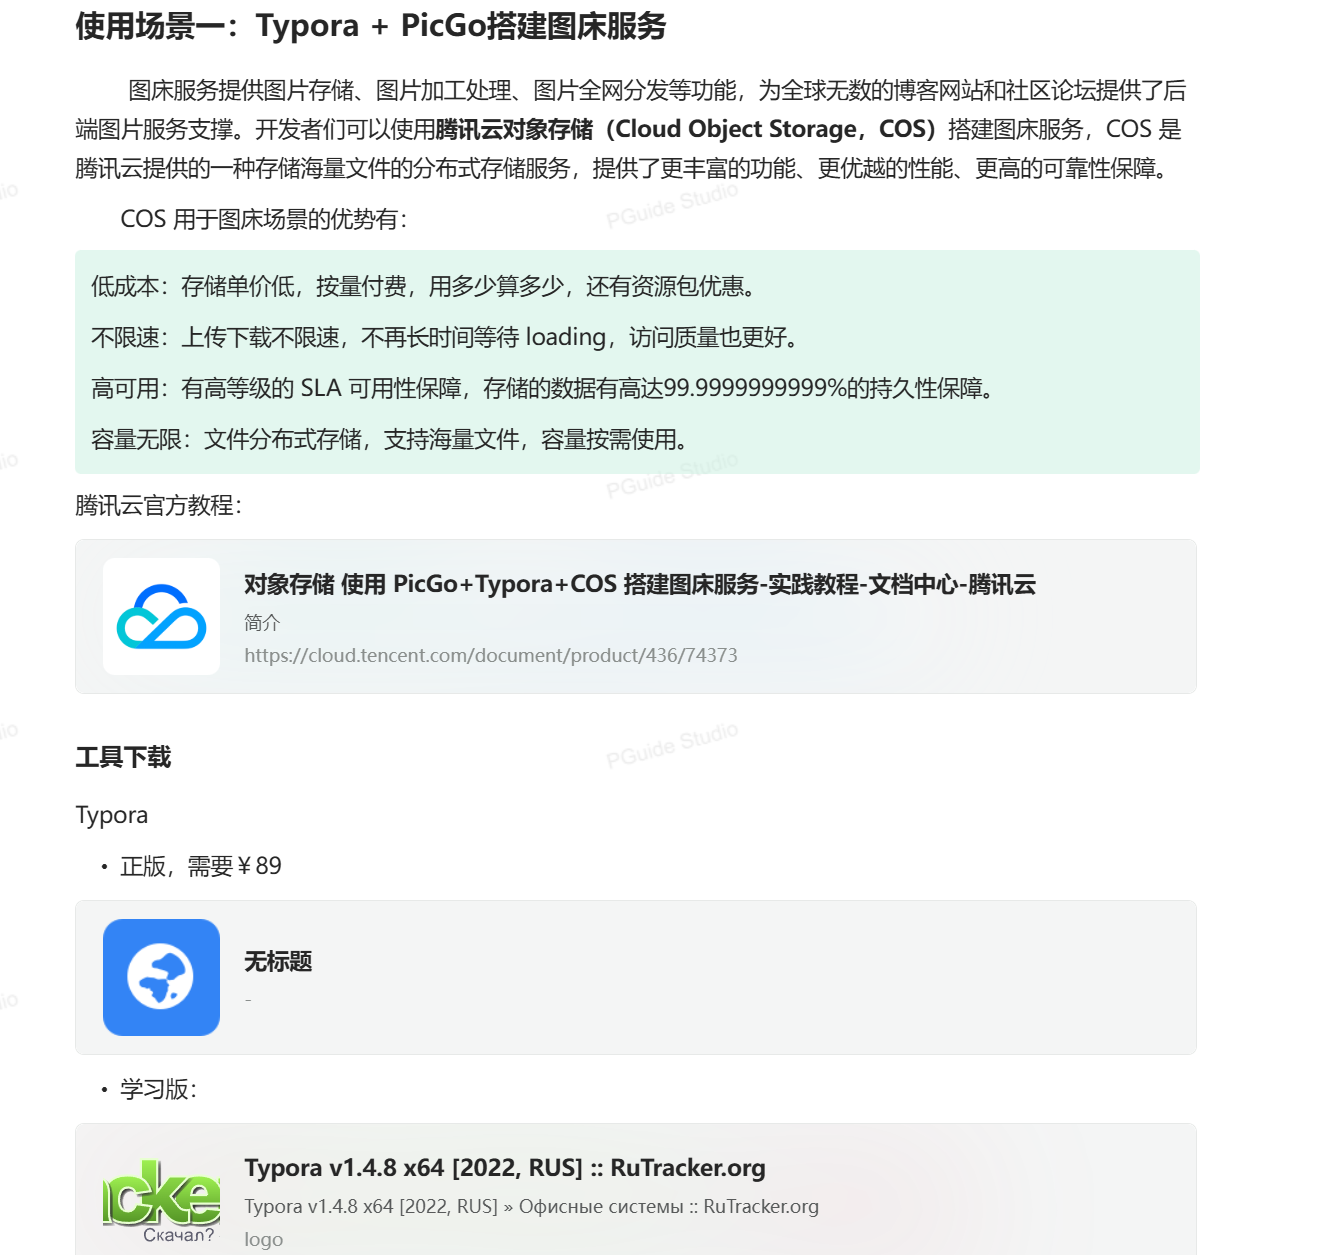 使用场景一：Typora + PicGo搭建图床服务
图床服务提供图片存储、图片加工处理、图片全网分发等功能，为全球无数的博客网站和社区论坛提供了后
端图片服务支撑。开发者们可以使用腾讯云对象存储（Cloud Object Storage，COS）搭建图床服务，COS 是
腾讯云提供的一种存储海量文件的分布式存储服务，提供了更丰富的功能、更优越的性能、更高的可靠性保障。
PGuide Studio
COS 用于图床场景的优势有：
低成本：存储单价低，按量付费，用多少算多少，还有资源包优惠。
不限速：上传下载不限速，不再长时间等待 loading，访问质量也更好。
高可用：有高等级的 SLA 可用性保障，存储的数据有高达99.9999999999%的持久性保障。
容量无限：文件分布式存储，支持海量文件，容量按需使用。
PGuide Studio
腾讯云官方教程：
对象存储 使用 PicGo+Typora+COS 搭建图床服务-实践教程-文档中心-腾讯云
简介
https://cloud.tencent.com/document/product/436/74373
PGuide Studio
工具下载
Typora
• 正版，需要￥89
无标题
-
• 学习版：
Typora v1.4.8 x64 [2022, RUS] :: RuTracker.org
Typora v1.4.8 x64 [2022, RUS] » Офисные системы :: RuTracker.org
logo
cke
Скачал?